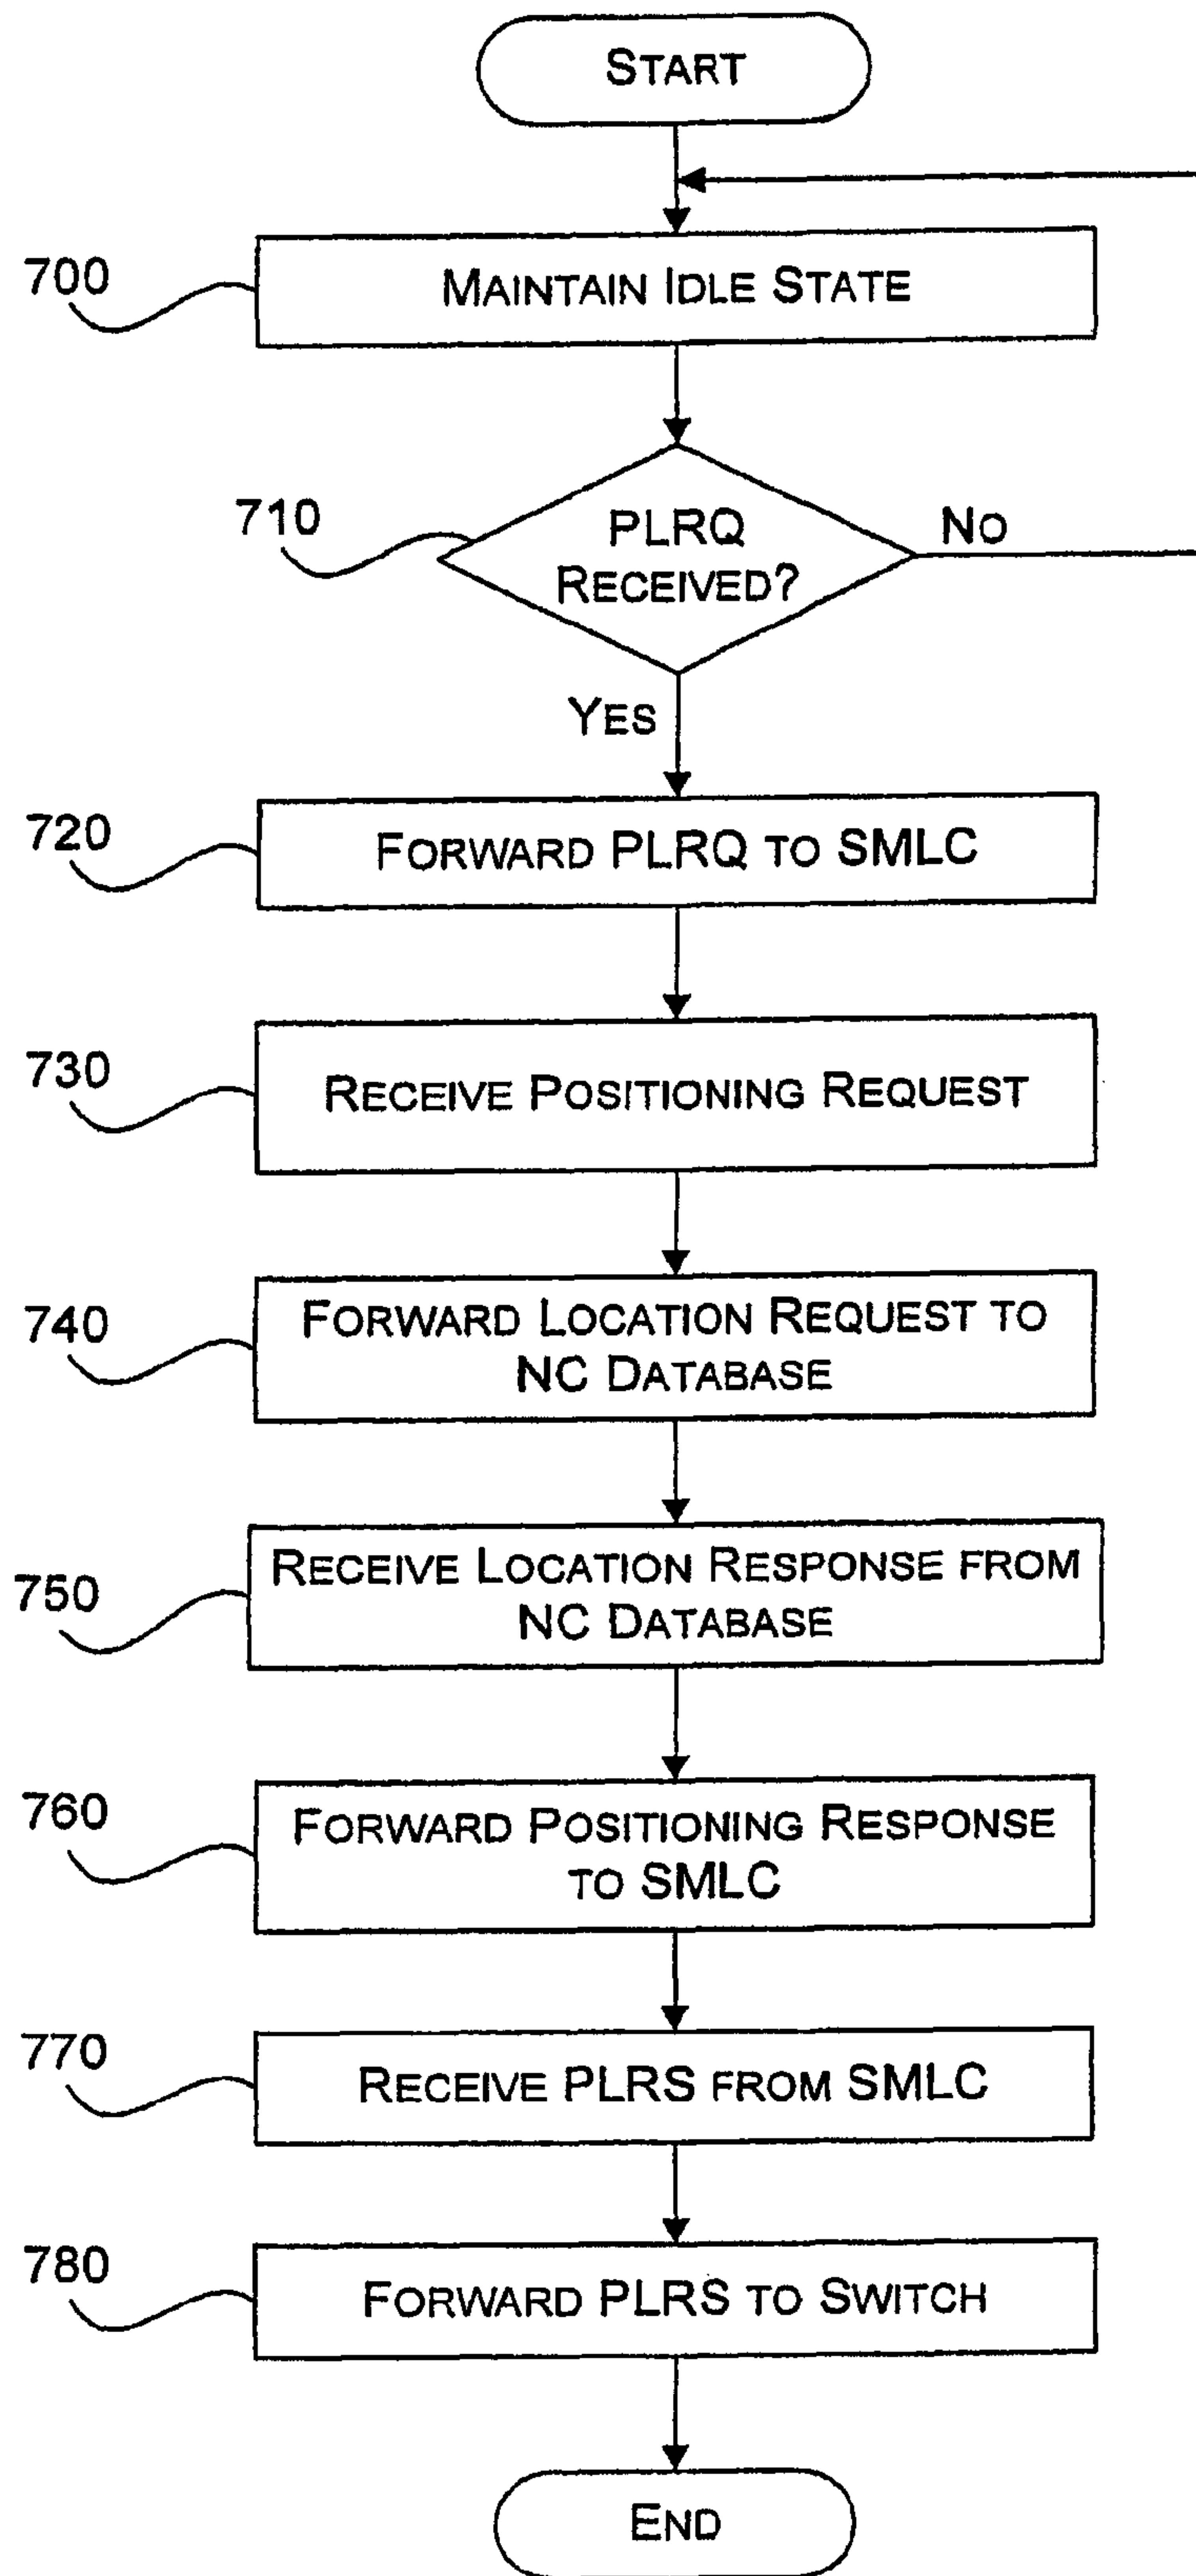 START
700
MAINTAIN IDLE STATE
710
PLRQ
RECEIVED?
NO
YES
720
FORWARD PLRQ TO SMLC
730
RECEIVE POSITIONING REQUEST
740
FORWARD LOCATION REQUEST TO
NC DATABASE
750
RECEIVE LOCATION RESPONSE FROM
NC DATABASE
760
FORWARD POSITIONING RESPONSE
TO SMLC
770
RECEIVE PLRS FROM SMLC
780
FORWARD PLRS TO SWITCH
END